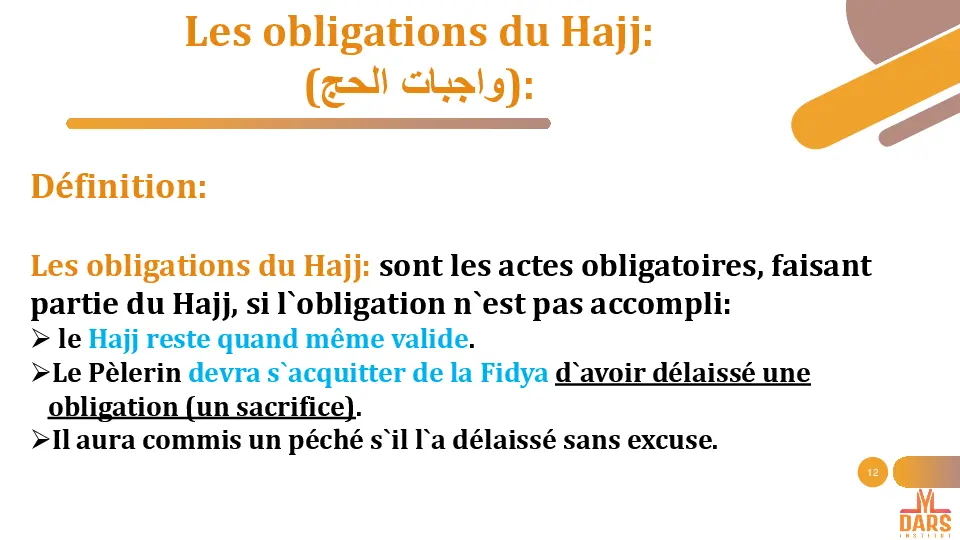 Les obligations du Hajj:
(واجبات الحج):
Définition:
Les obligations du Hajj: sont les actes obligatoires, faisant
partie du Hajj, si l`obligation n`est pas accompli:
➢ le Hajj reste quand même valide.
➢Le Pèlerin devra s`acquitter de la Fidya d`avoir délaissé une
obligation (un sacrifice).
➢Il aura commis un péché s`il l`a délaissé sans excuse.
12
DARS
INSTITUT